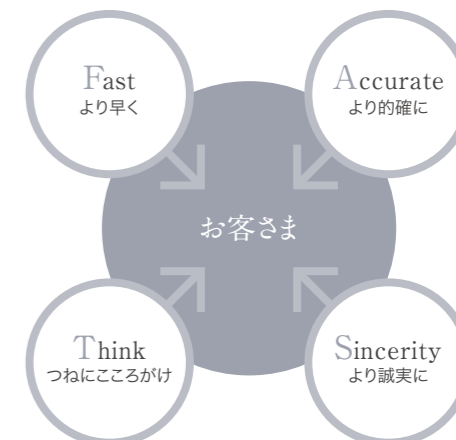 Fast
より早く
Accurate
より的確に
お客さま
Think
つねにこころがけ
Sincerity
より誠実に